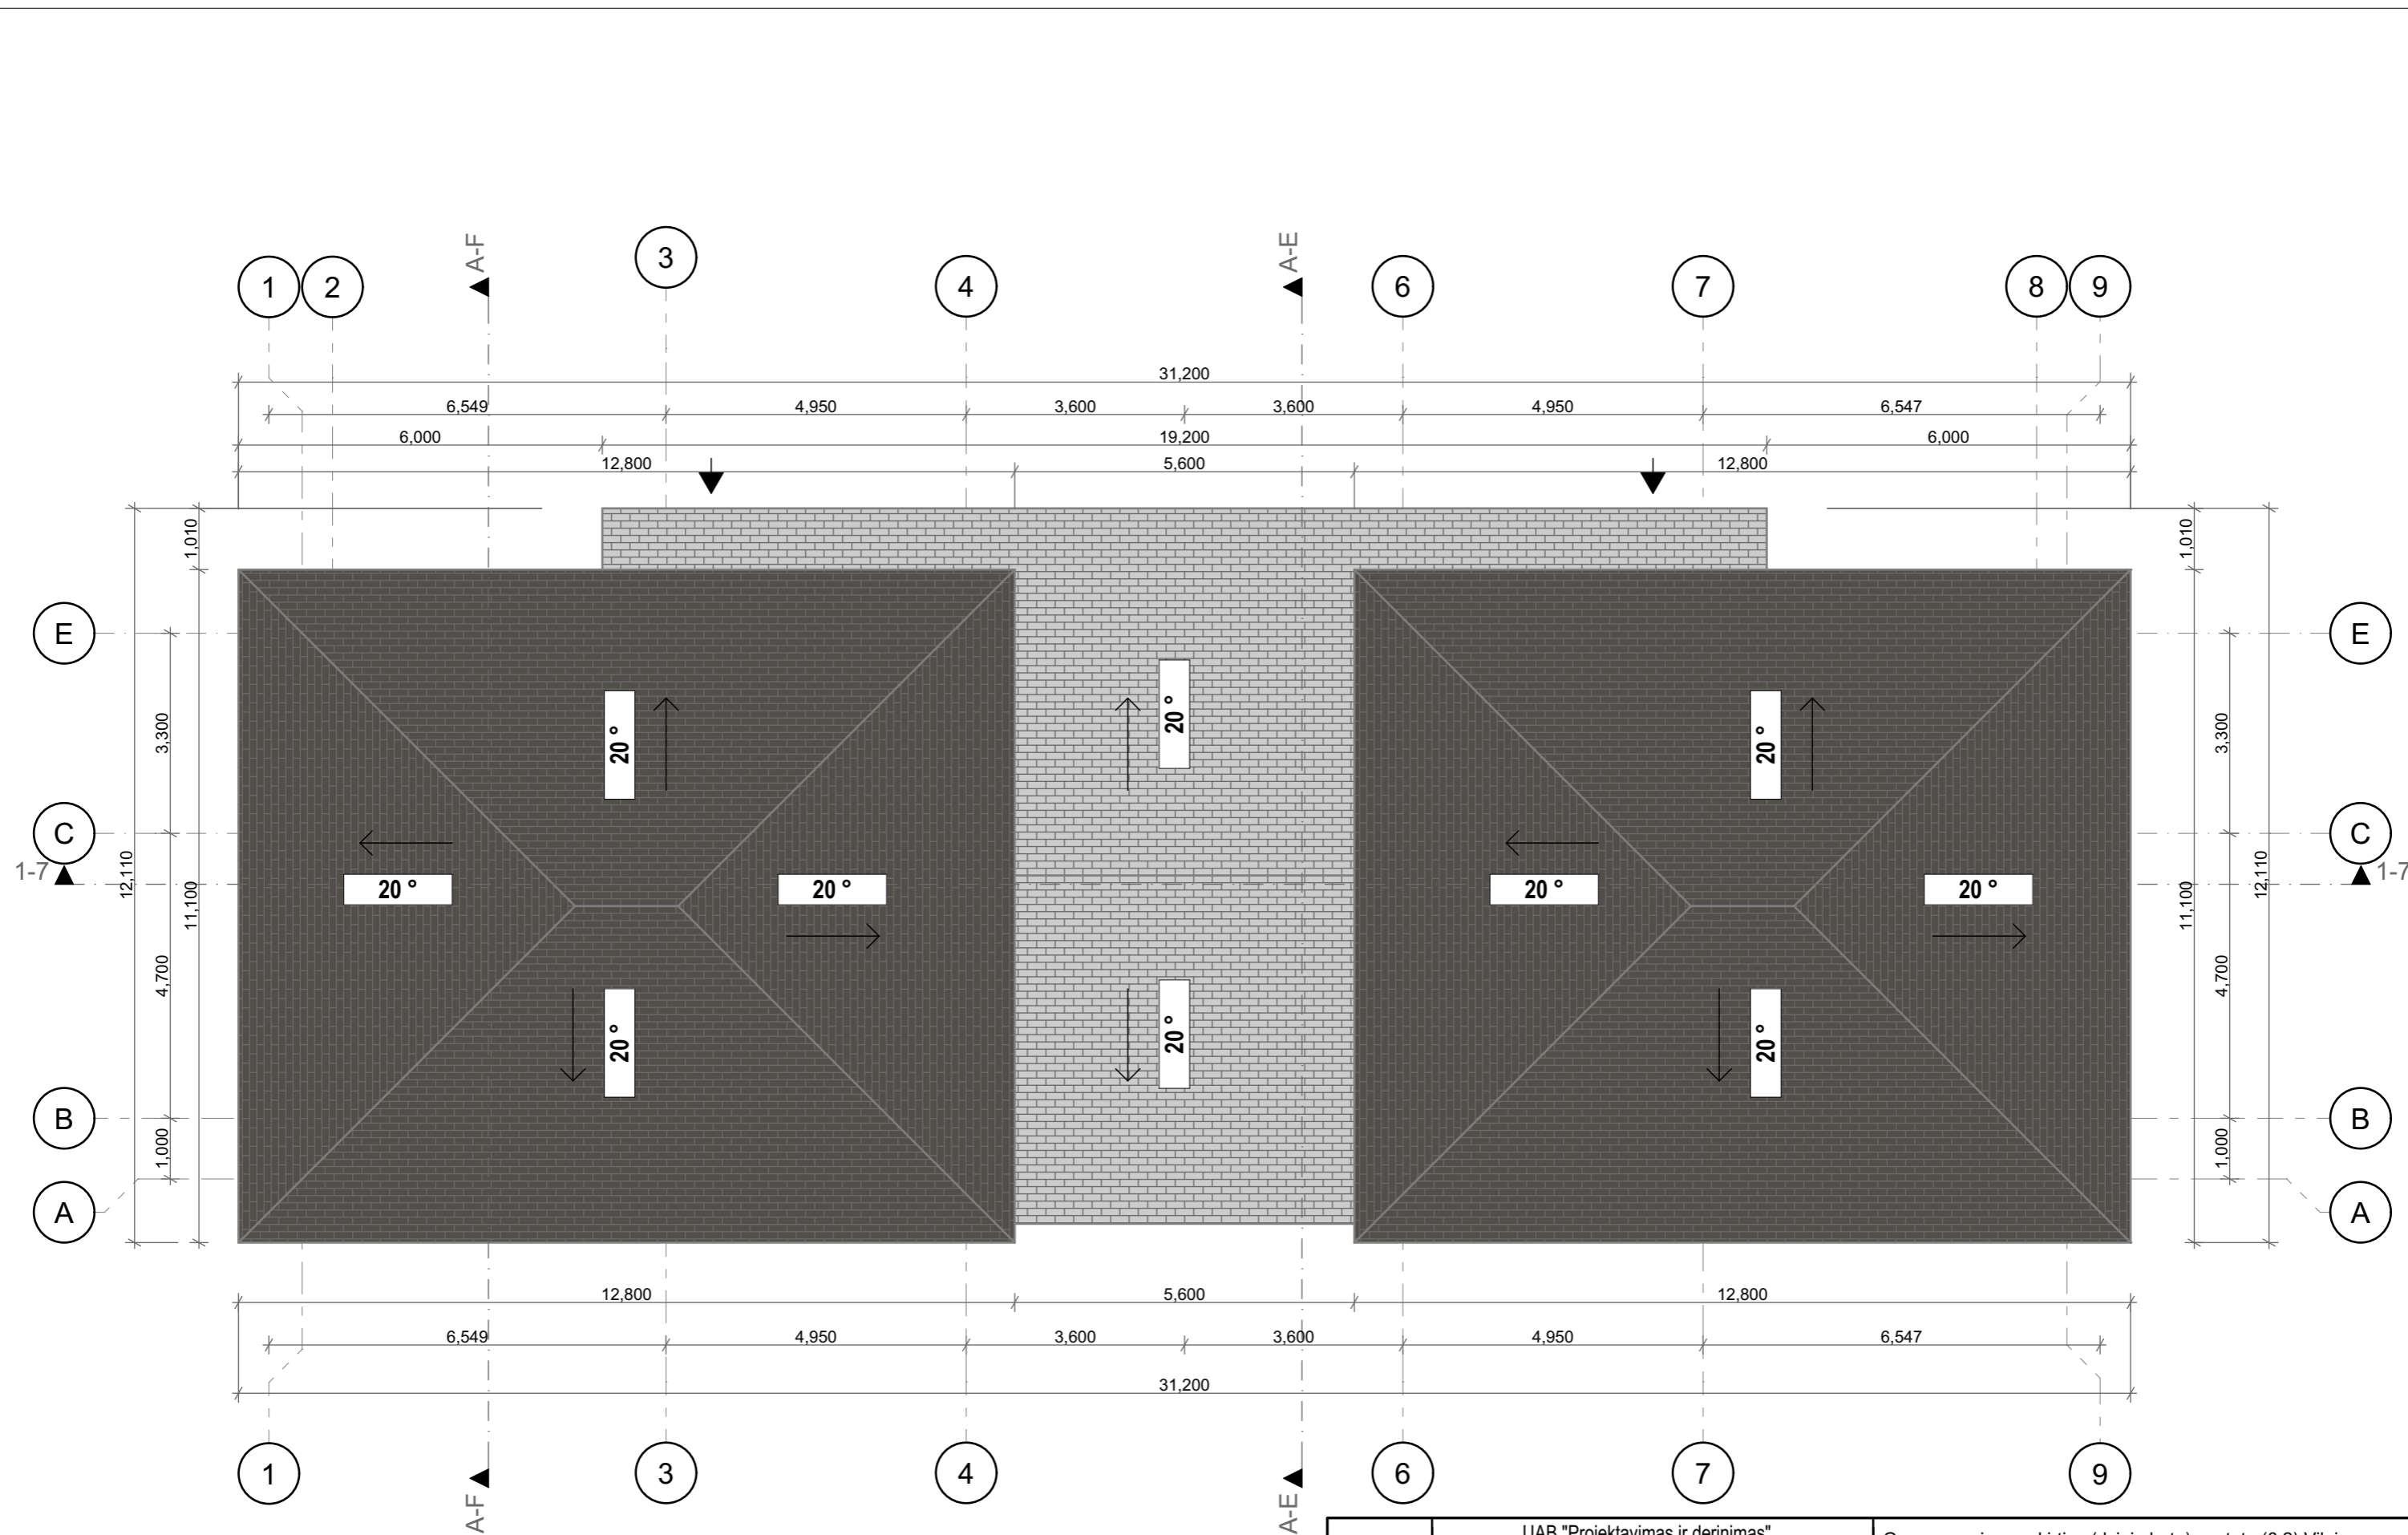 A-F A-E
1 2 3 4 6 7 8 9
31,200
6,549 4,950 3,600 3,600 4,950 6,547
6,000 19,200 6,000
12,800 5,600 12,800
1,010 1,010
E E
20 ° 20 ° 20 °
3,300 3,300
C C
1-7 1-7
12,110 11,100 11,100 12,110
20 ° 20 ° 20 ° 20 °
4,700 4,700
20 ° 20 ° 20 °
B B
1,000 1,000
A A
12,800 5,600 12,800
6,549 4,950 3,600 3,600 4,950 6,547
31,200
1 3 4 6 7 9
A-F A-E
UAB "Projektavimas ir derinimas"